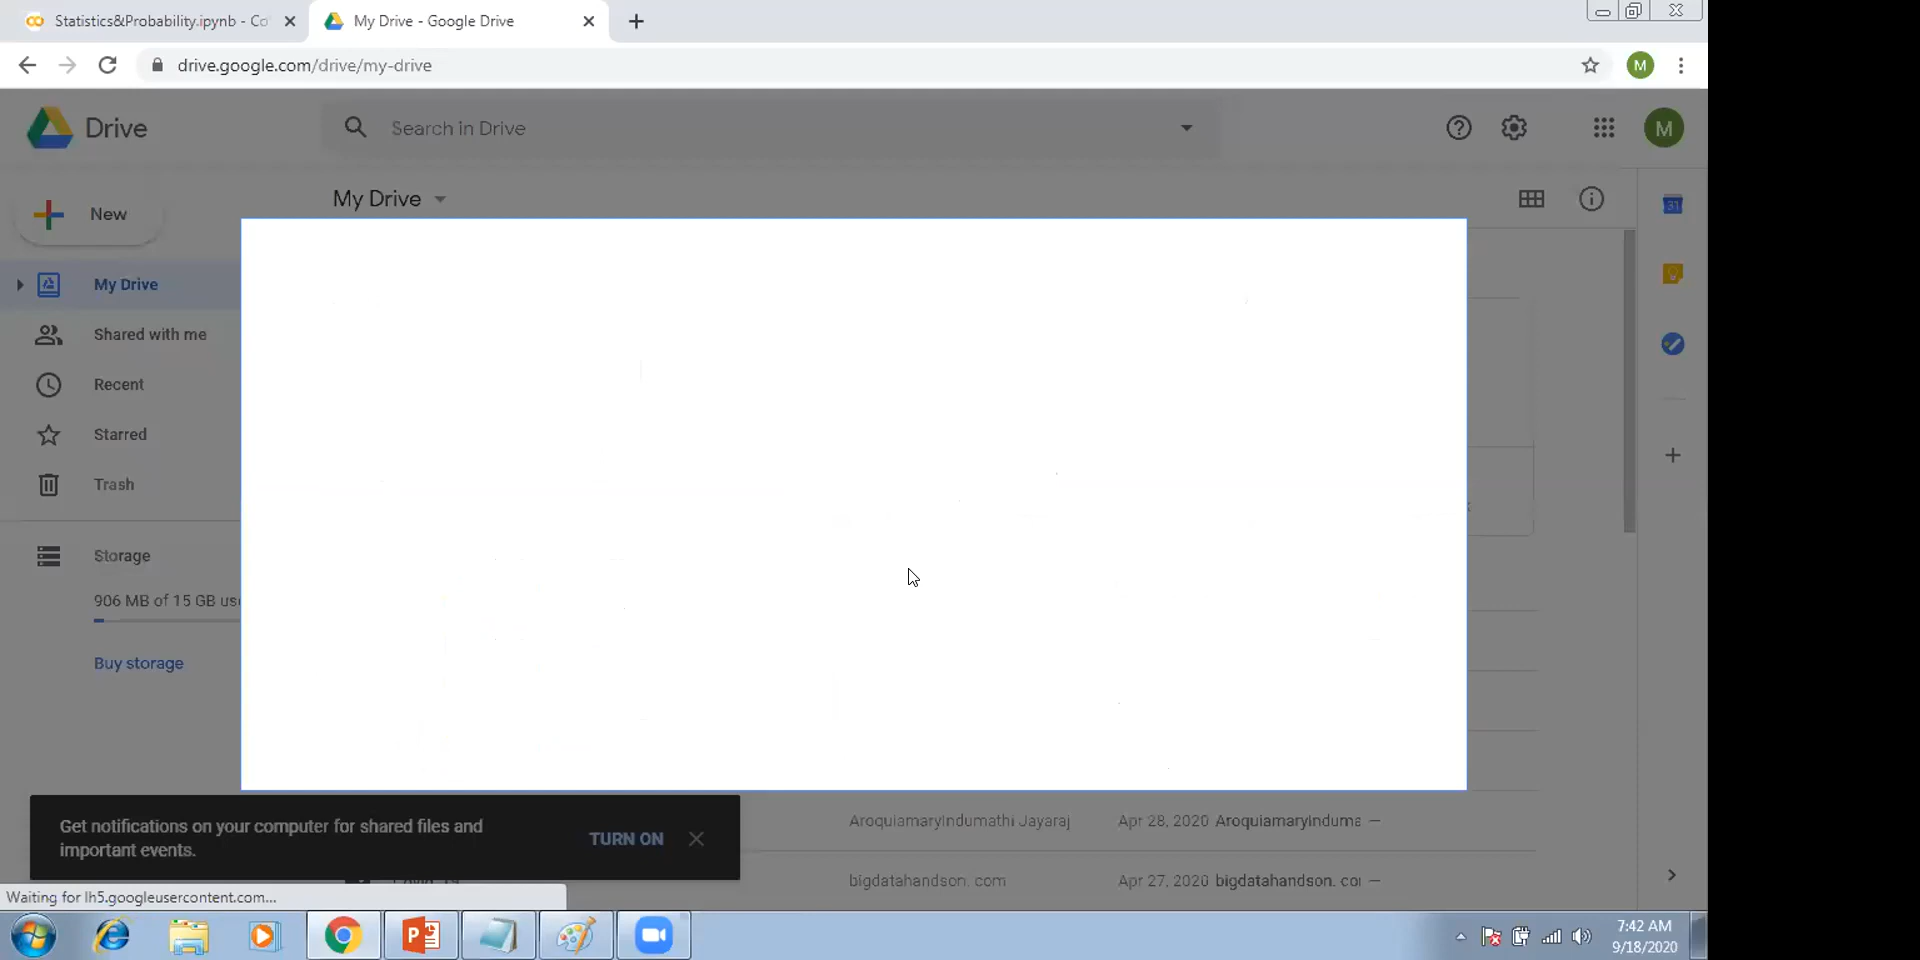 Statistics&Probability.ipynb - Co
My Drive - Google Drive
drive.google.com/drive/my-drive
M
Drive
Search in Drive
M
My Drive
31
New
My Drive
Shared with me
Recent
Starred
Trash
Storage
906 MB of 15 GB us
Buy storage
Get notifications on your computer for shared files and
important events.
TURN ON
AroquiamaryIndumathi Jayaraj
Apr 28, 2020 AroquiamaryInduma —
bigdatahandson. com
Apr 27, 2020 bigdatahandson. co —
Waiting for lh5.googleusercontent.com...
7:42 AM
9/18/2020